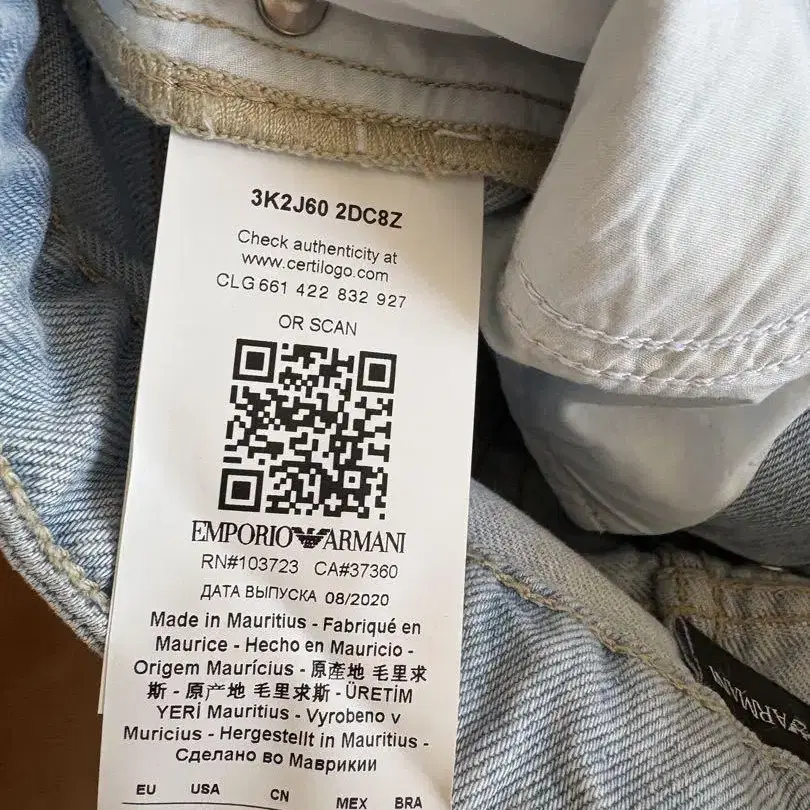 3K2J60 2DC8Z
Check authenticity at
www.certilogo.com
CLG 661 422 832 927
OR SCAN
EMPORIO ARMANI
RN#103723 CA#37360
ДАТА ВЫПУСКА 08/2020
Made in Mauritius - Fabriqué en
Maurice - Hecho en Mauricio -
Origem Maurícius - 原產地 毛里求
斯 - 原产地 毛里求斯 - ÜRETİM
YERİ Mauritius - Vyrobeno v
Muricius - Hergestellt in Mauritius -
Сделано во Маврикии
EU USA CN MEX BRA
ARMANI